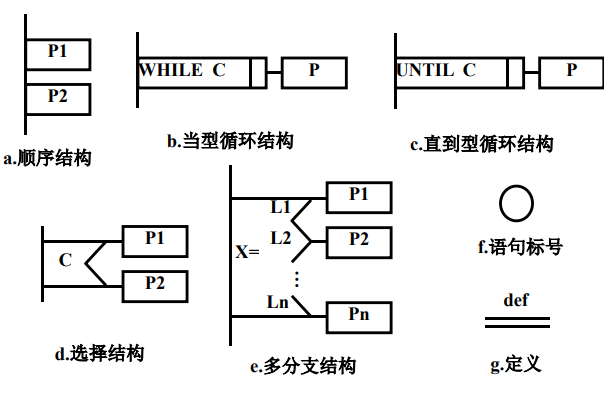 P1
P2
a.顺序结构
WHILE C
P
b.当型循环结构
UNTIL C
P
c.直到型循环结构
C
P1
P2
d.选择结构
X=
L1
L2
⋮
Ln
P1
P2
Pn
e.多分支结构
f.语句标号
def
g.定义